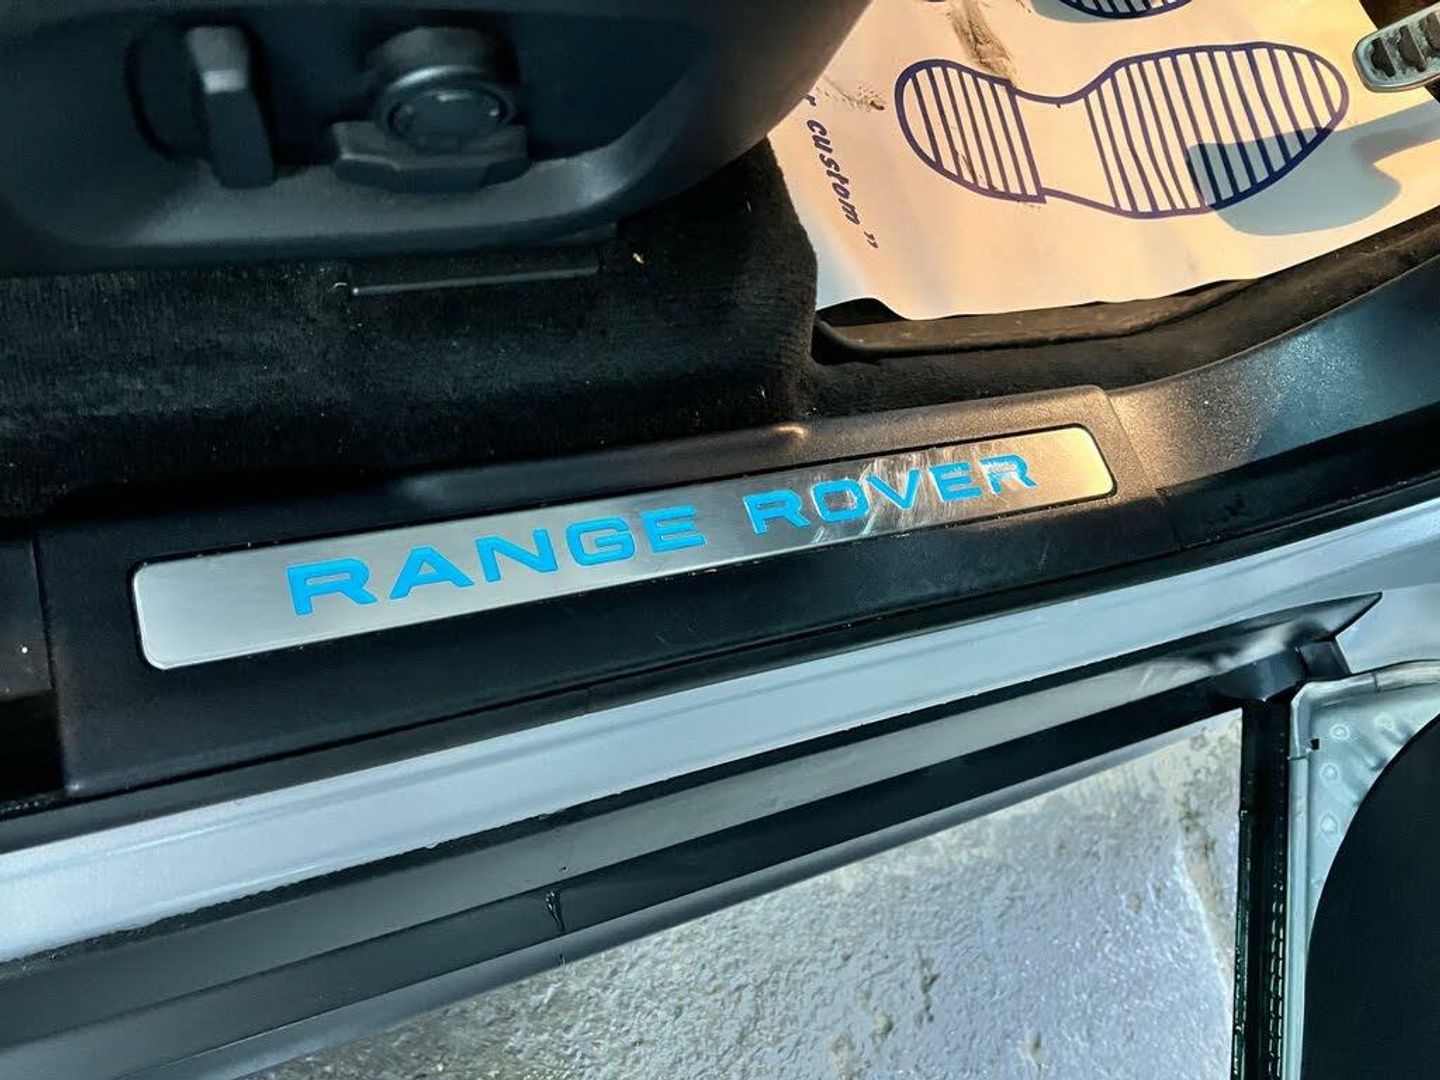 r custom "
RANGE ROVER